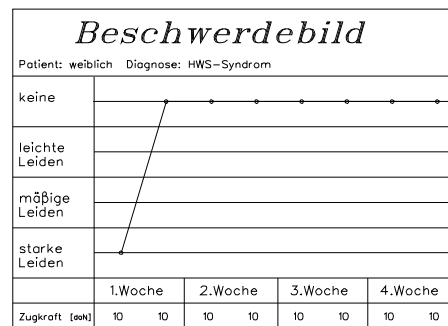 Beschwerdebild
Patient: weiblich Diagnose: HWS-Syndrom
keine
leichte
Leiden
mäßige
Leiden
starke
Leiden
1.Woche 2.Woche 3.Woche 4.Woche
Zugkraft [daN] 10 10 10 10 10 10 10 10